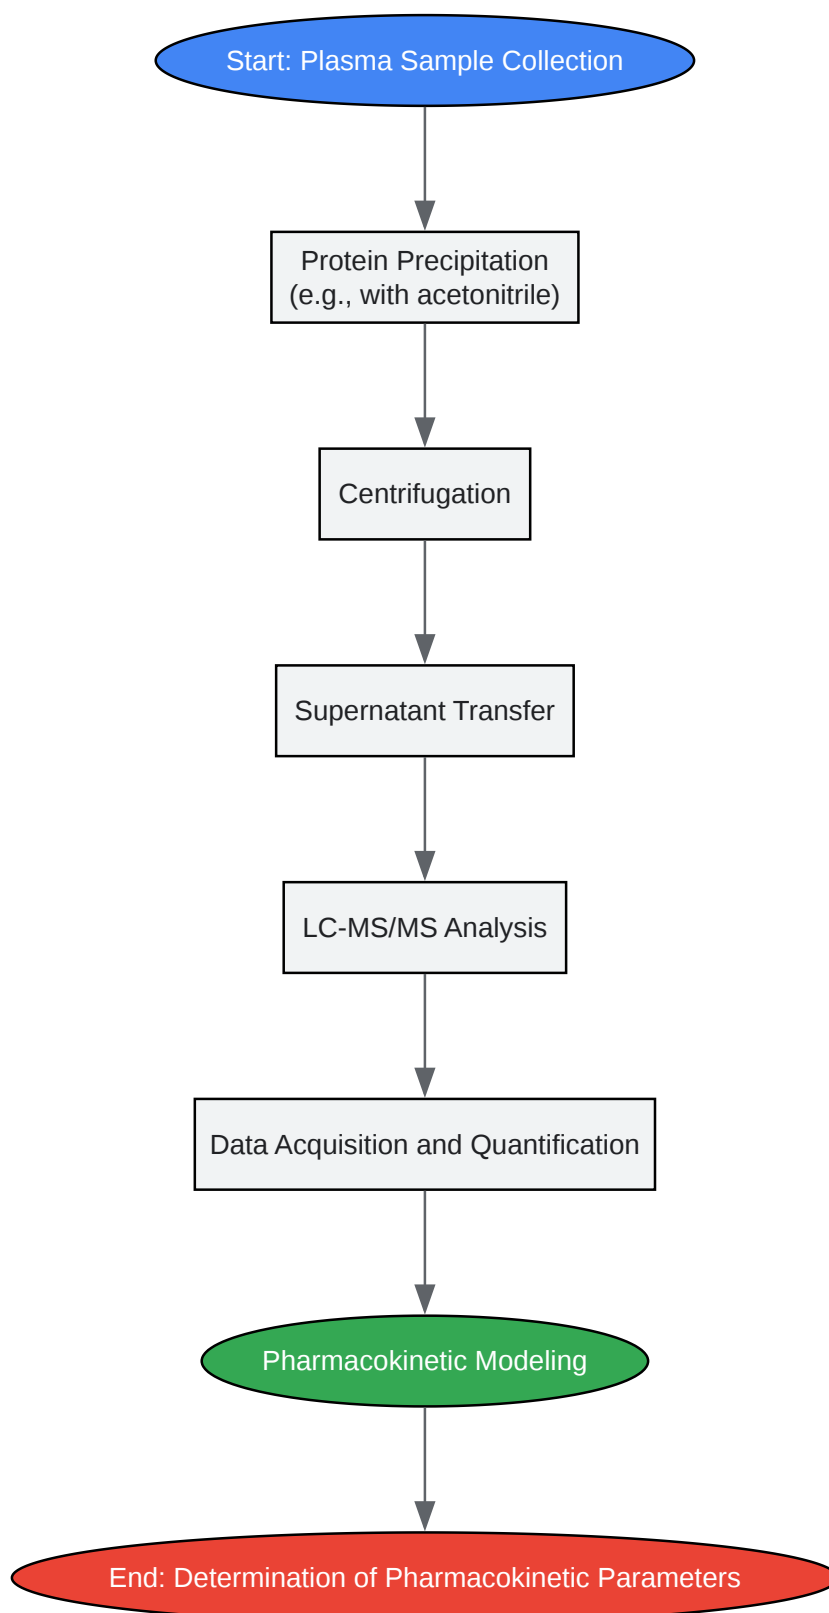 Start: Plasma Sample Collection
Protein Precipitation
(e.g., with acetonitrile)
Centrifugation
Supernatant Transfer
LC-MS/MS Analysis
Data Acquisition and Quantification
Pharmacokinetic Modeling
End: Determination of Pharmacokinetic Parameters